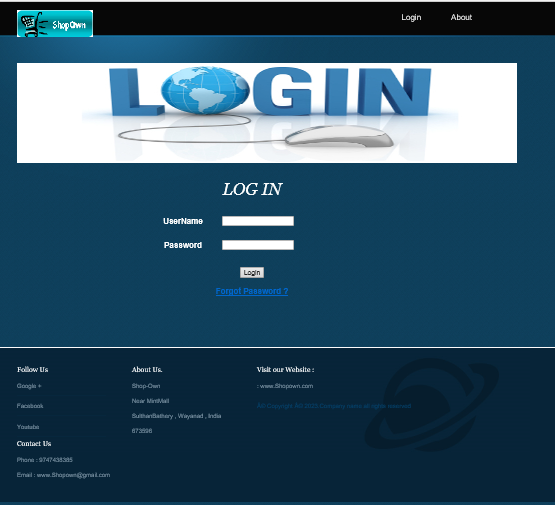 ShopOwn
Login About
LOGIN
LOG IN
UserName
Password
Login
Forgot Password ?
Follow Us
Google +
Facebook
Youtube
Contact Us
Phone : 9747438365
Email : www.Shopown@gmail.com
About Us.
Shop-Own
Near MiniMall
SulthanBathery , Wayanad , India
673596
Visit our Website :
: www.Shopown.com